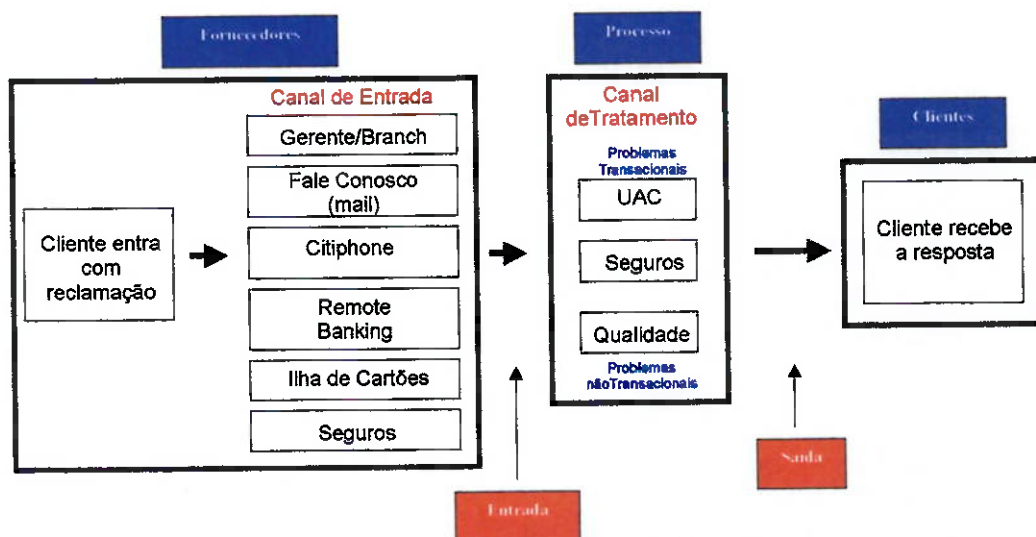 Fornecedores
Processo
Clientes
Canal de Entrada
Gerente/Branch
Fale Conosco
(mail)
Citiphone
Remote
Banking
Ilha de Cartões
Seguros
Cliente entra
com
reclamação
Canal
deTratamento
Problemas
Transacionais
UAC
Seguros
Qualidade
Problemas
nãoTransacionais
Cliente recebe
a resposta
Entrada
Saída